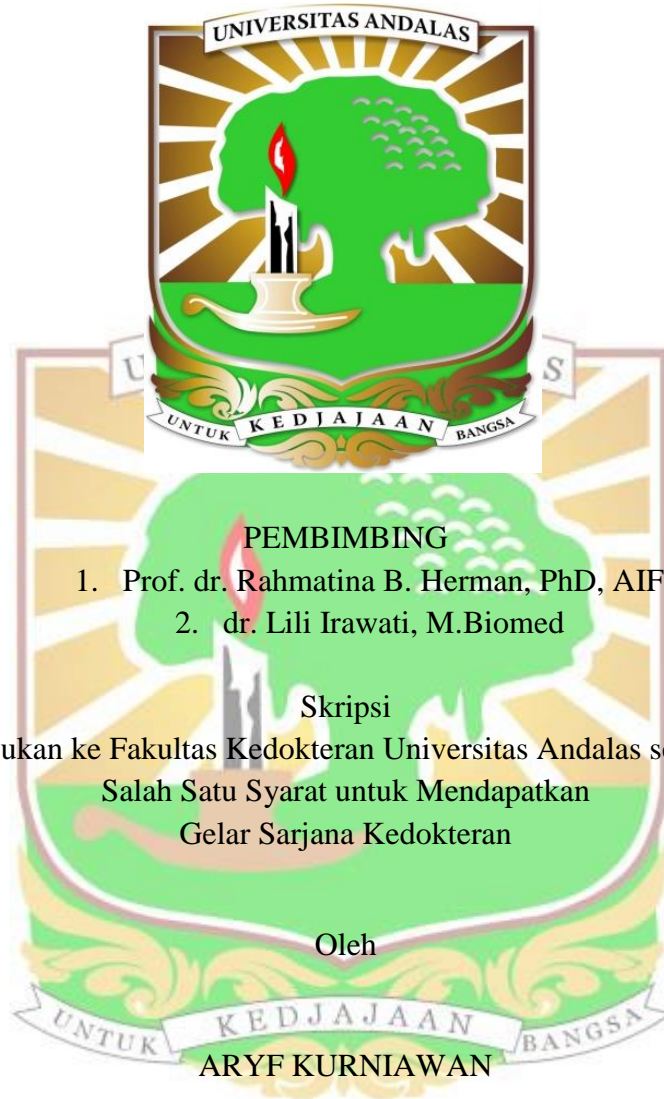 UNIVERSITAS ANDALAS
UNTUK KEDJAJAAN BANGSA
PEMBIMBING
1. Prof. dr. Rahmatina B. Herman, PhD, AIF
2. dr. Lili Irawati, M.Biomed
Skripsi
ke Fakultas Kedokteran Universitas Andalas
Salah Satu Syarat untuk Mendapatkan
Gelar Sarjana Kedokteran
Oleh
UNTUK KEDJAJAAN BANGSA
ARYF KURNIAWAN